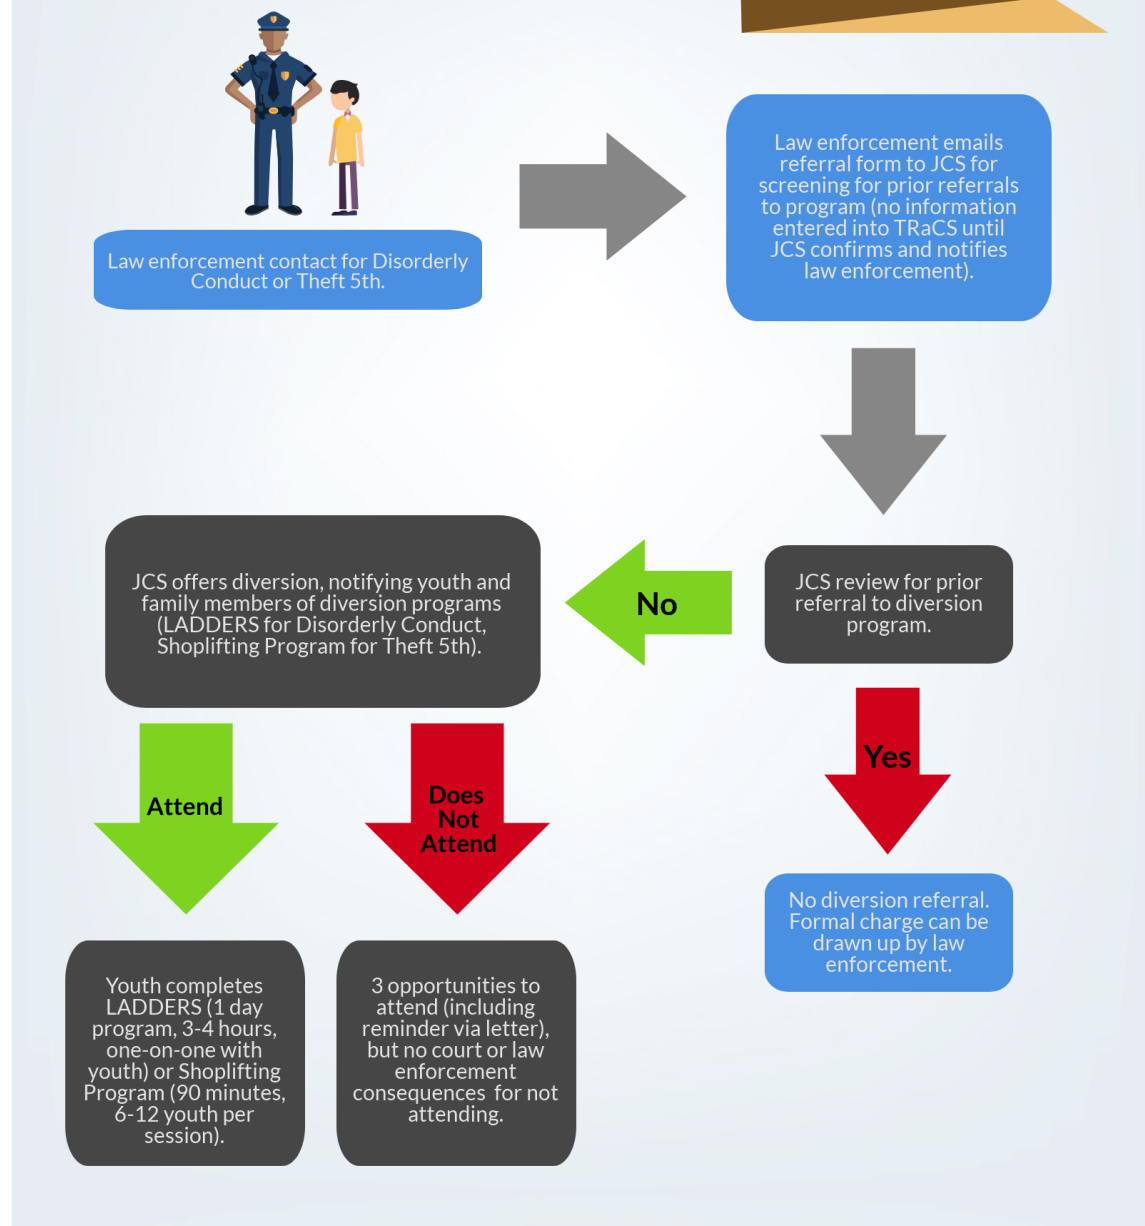 Law enforcement contact for Disorderly
Conduct or Theft 5th.
Law enforcement emails
referral form to JCS for
screening for prior referrals
to program (no information
entered into TRaCS until
JCS confirms and notifies
law enforcement).
JCS review for prior
referral to diversion
program.
No
JCS offers diversion, notifying youth and
family members of diversion programs
(LADDERS for Disorderly Conduct,
Shoplifting Program for Theft 5th).
Yes
No diversion referral.
Formal charge can be
drawn up by law
enforcement.
Attend
Does
Not
Attend
Youth completes
LADDERS (1 day
program, 3-4 hours,
one-on-one with
youth) or Shoplifting
Program (90 minutes,
6-12 youth per
session).
3 opportunities to
attend (including
reminder via letter),
but no court or law
enforcement
consequences for not
attending.